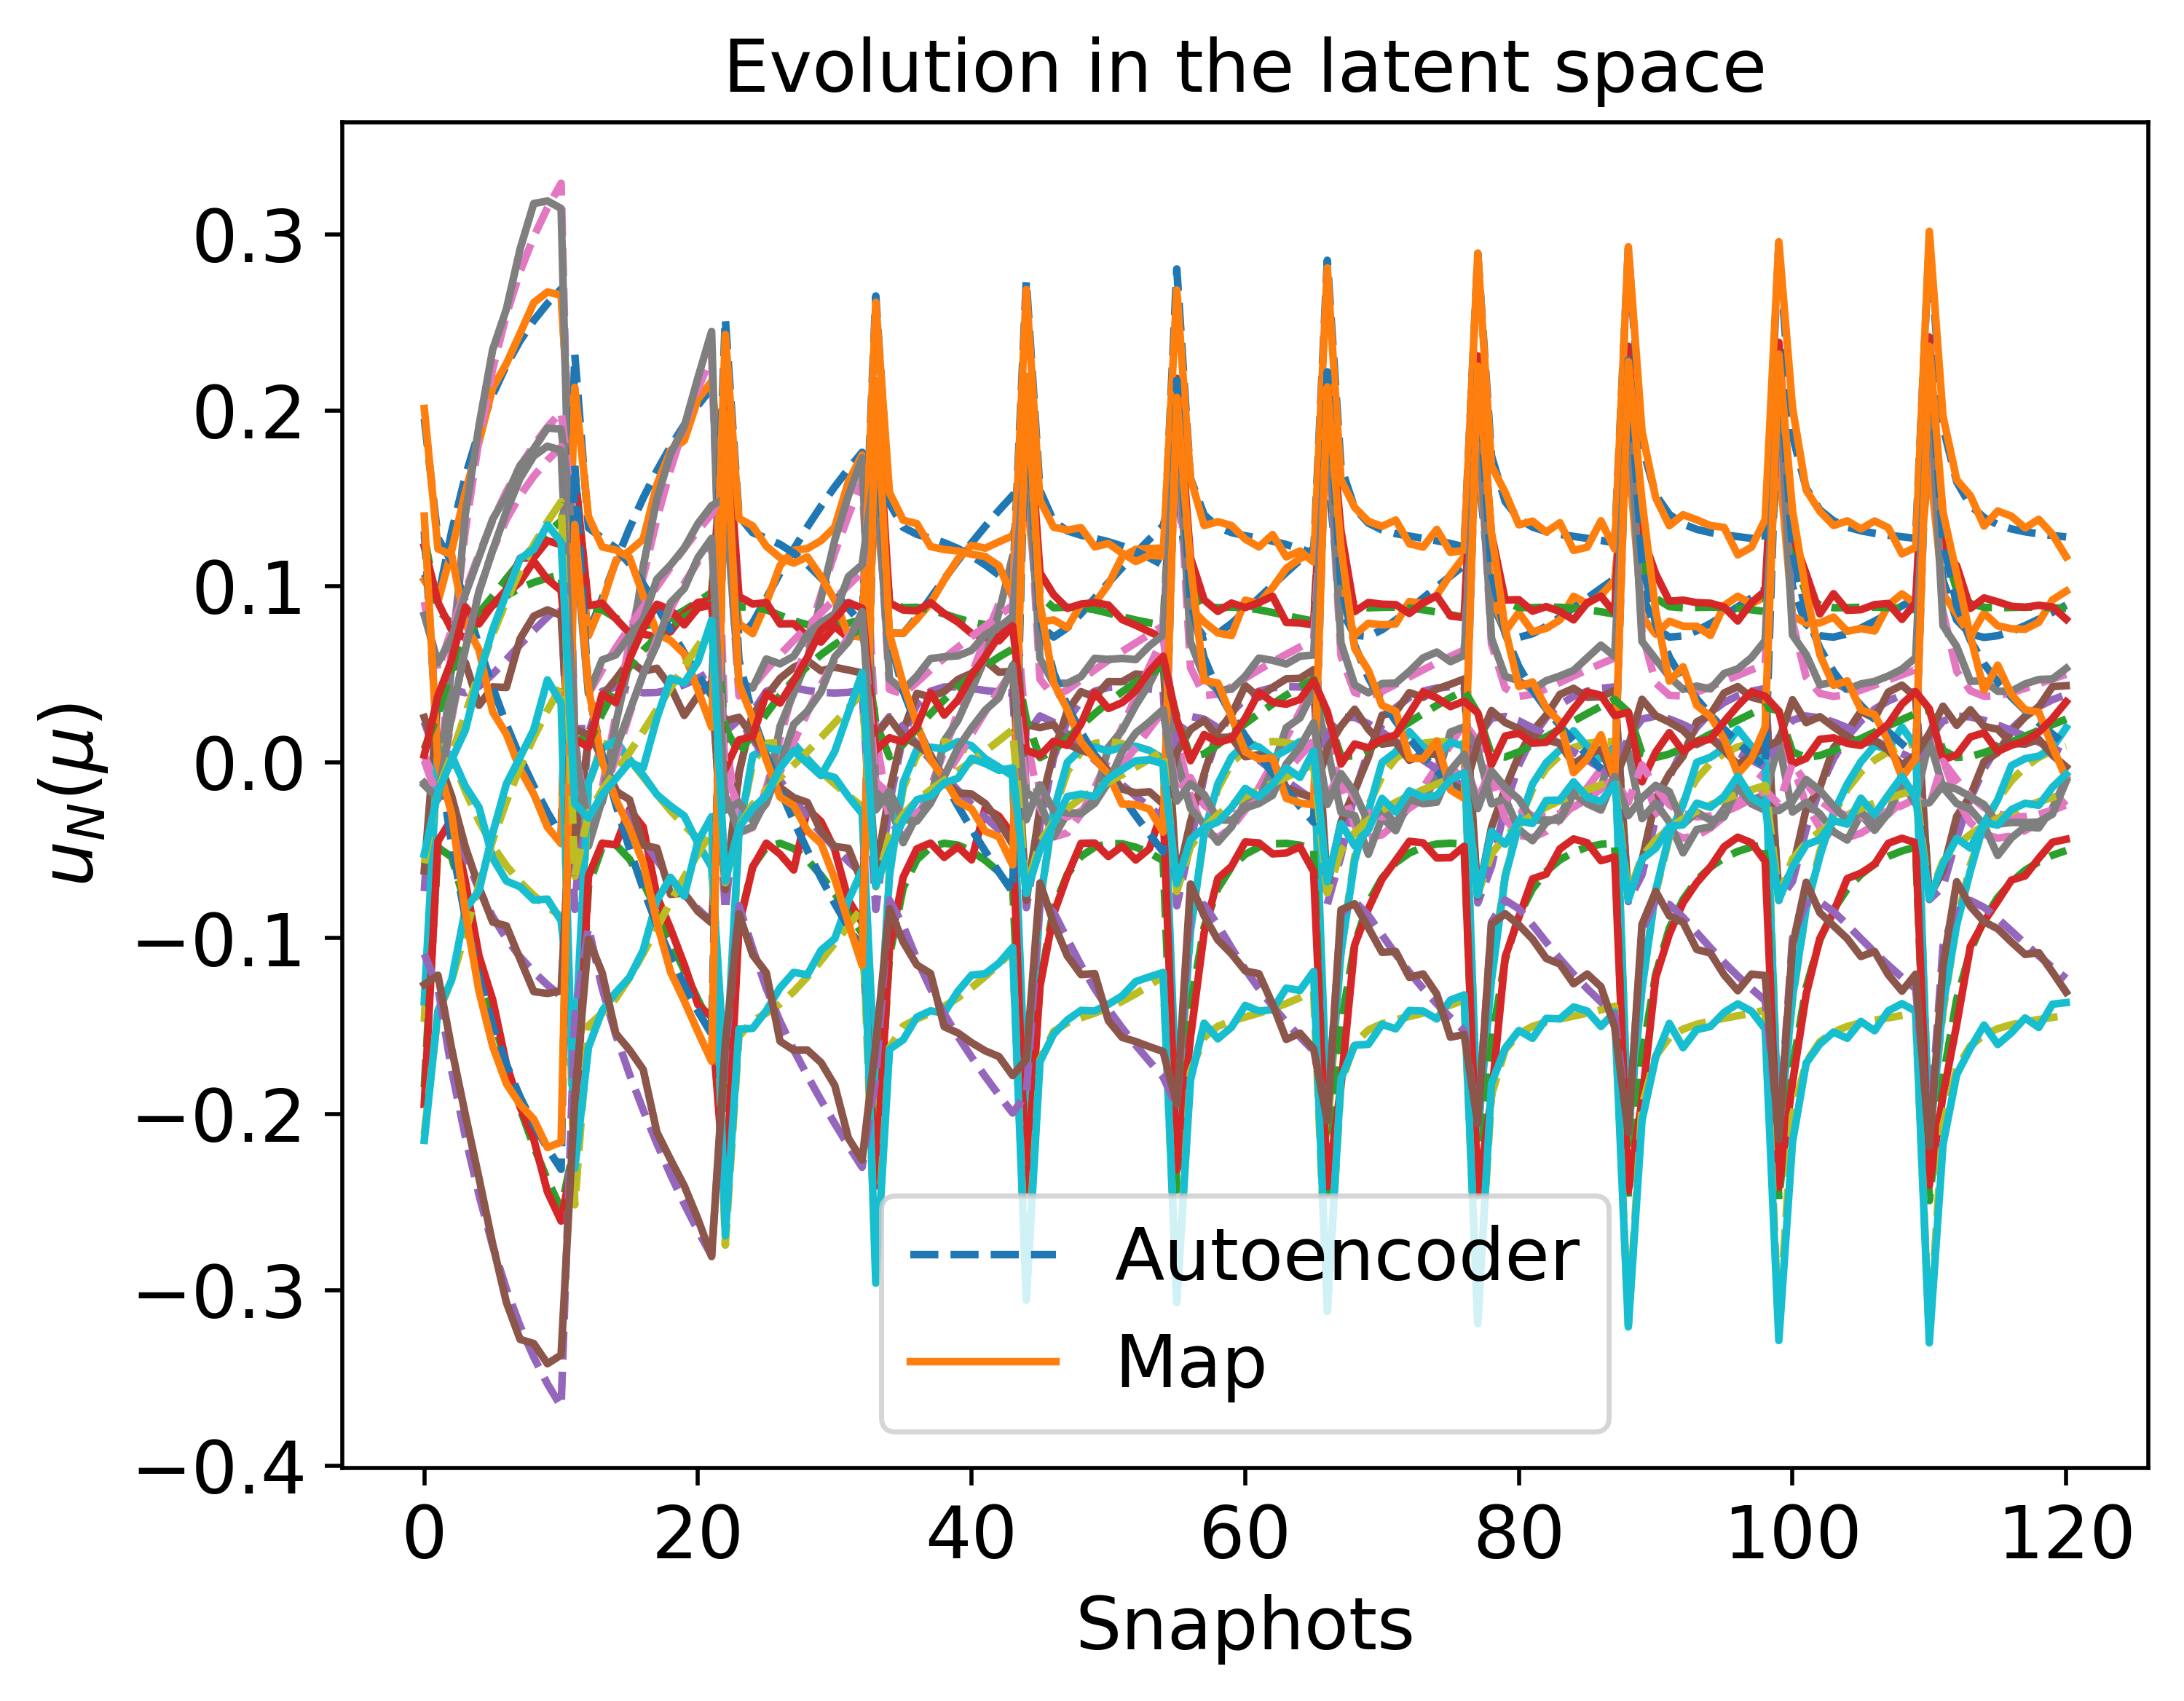 Evolution in the latent space
0.3
0.2
0.1
0.0
−0.1
−0.2
−0.3
−0.4
u_N(μ)
Autoencoder
Map
0 20 40 60 80 100 120
Snaphots